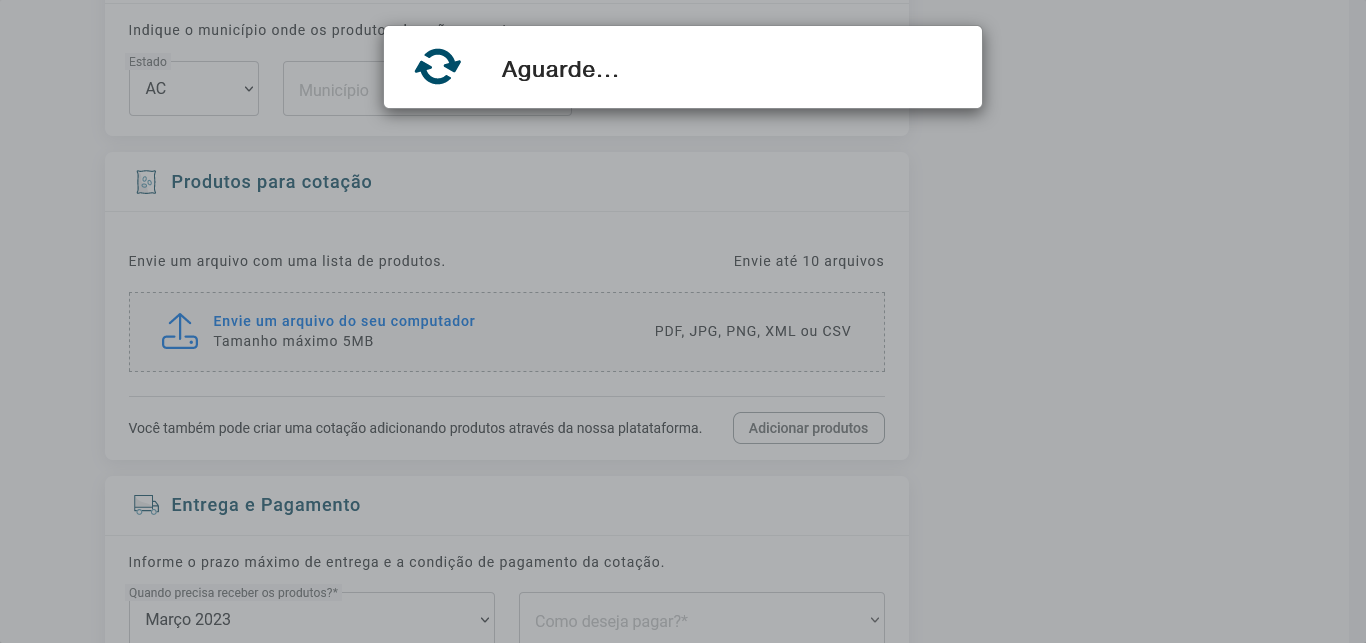 Indique o município onde os produto
Aguarde...
Estado
AC
Município
Produtos para cotação
Envie um arquivo com uma lista de produtos.
Envie até 10 arquivos
Envie um arquivo do seu computador
Tamanho máximo 5MB
PDF, JPG, PNG, XML ou CSV
Você também pode criar uma cotação adicionando produtos através da nossa platataforma.
Adicionar produtos
Entrega e Pagamento
Informe o prazo máximo de entrega e a condição de pagamento da cotação.
Quando precisa receber os produtos?*
Março 2023
Como deseja pagar?*